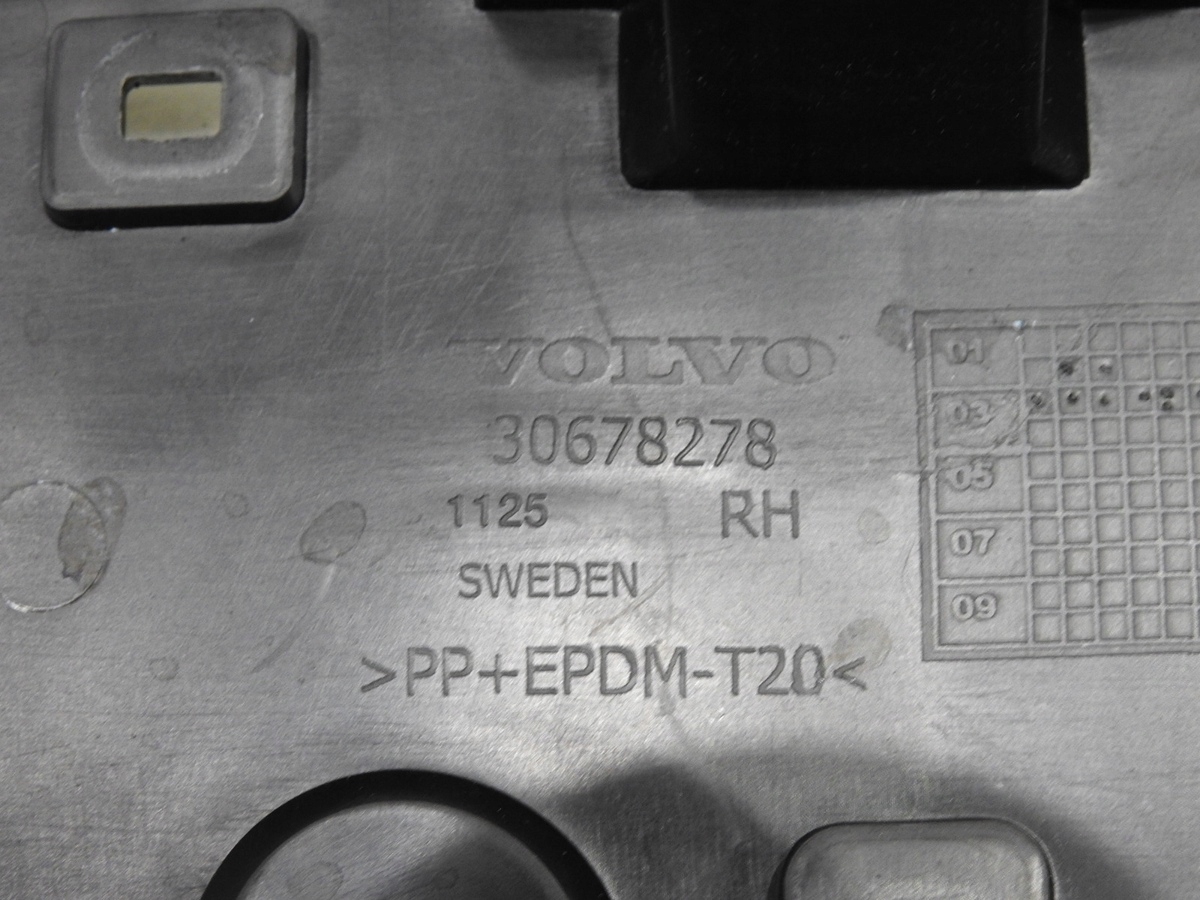 VOLVO
30678278
1125 RH
SWEDEN
>PP+EPDM-T20<
01
03
05
07
09